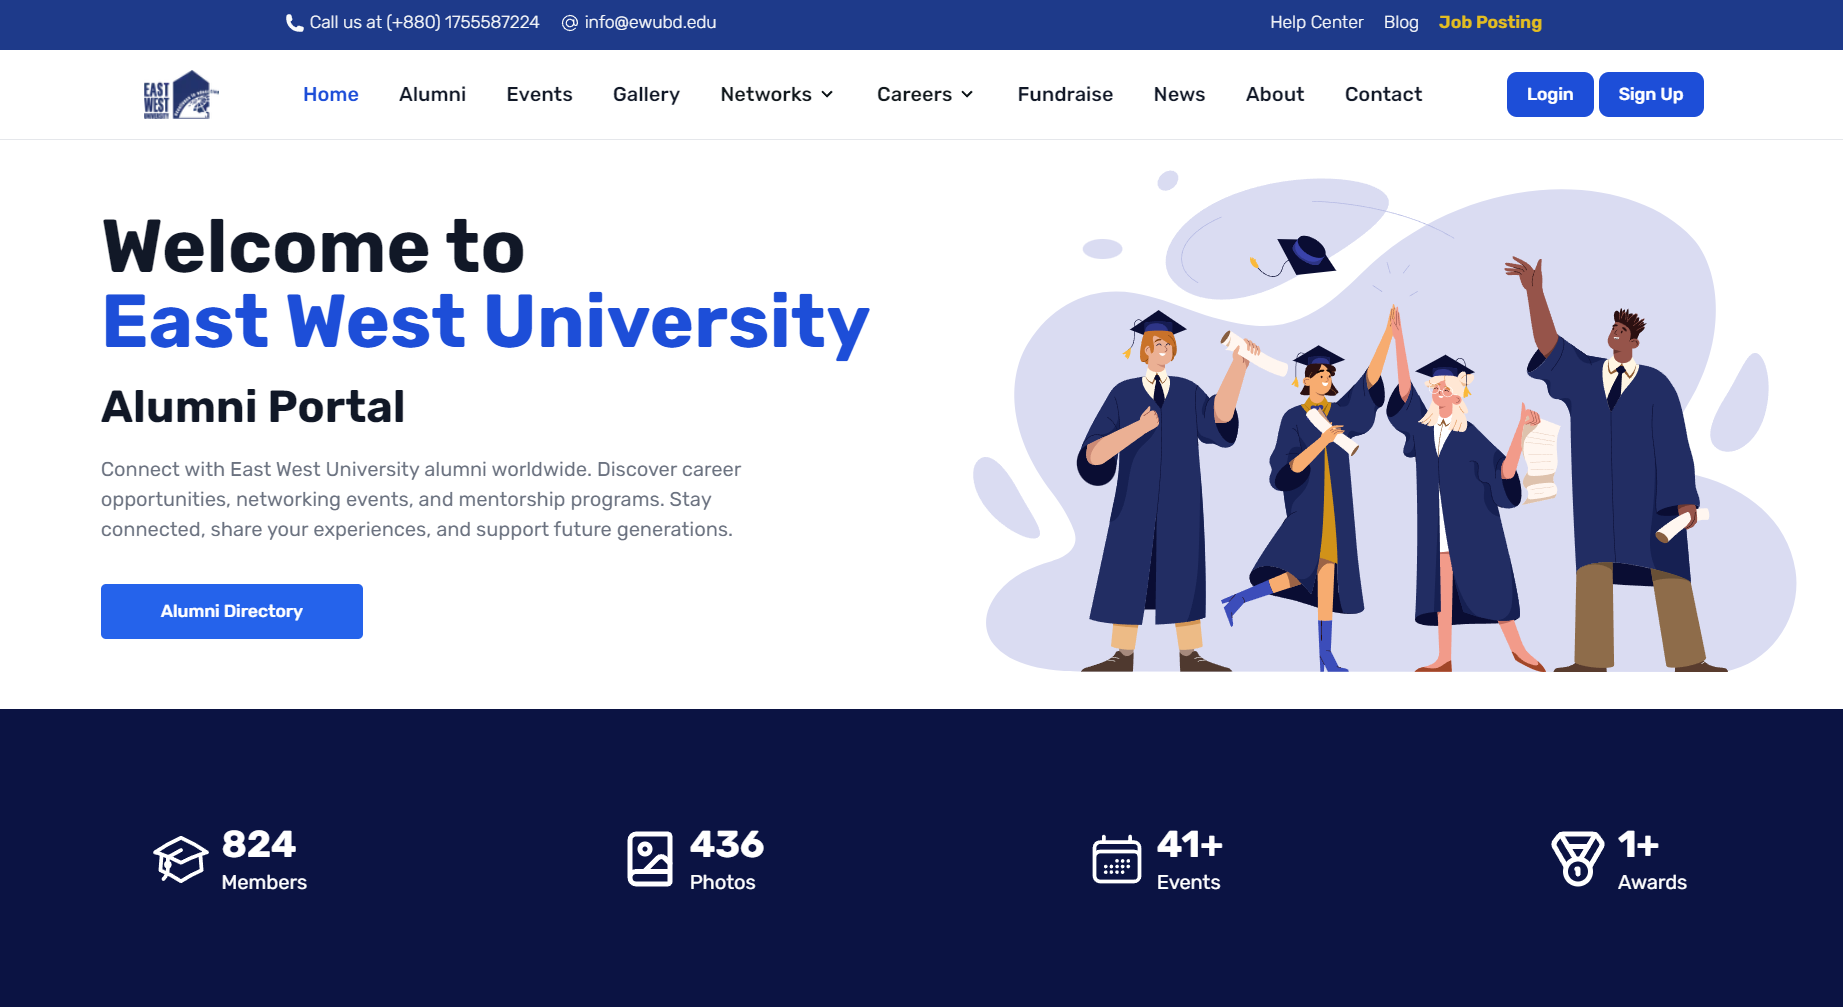 Call us at (+880) 1755587224 info@ewubd.edu Help Center Blog Job Posting
EAST
WEST
UNIVERSITY
Home Alumni Events Gallery Networks Careers Fundraise News About Contact Login Sign Up
Welcome to
East West University
Alumni Portal
Connect with East West University alumni worldwide. Discover career
opportunities, networking events, and mentorship programs. Stay
connected, share your experiences, and support future generations.
Alumni Directory
824
Members
436
Photos
41+
Events
1+
Awards